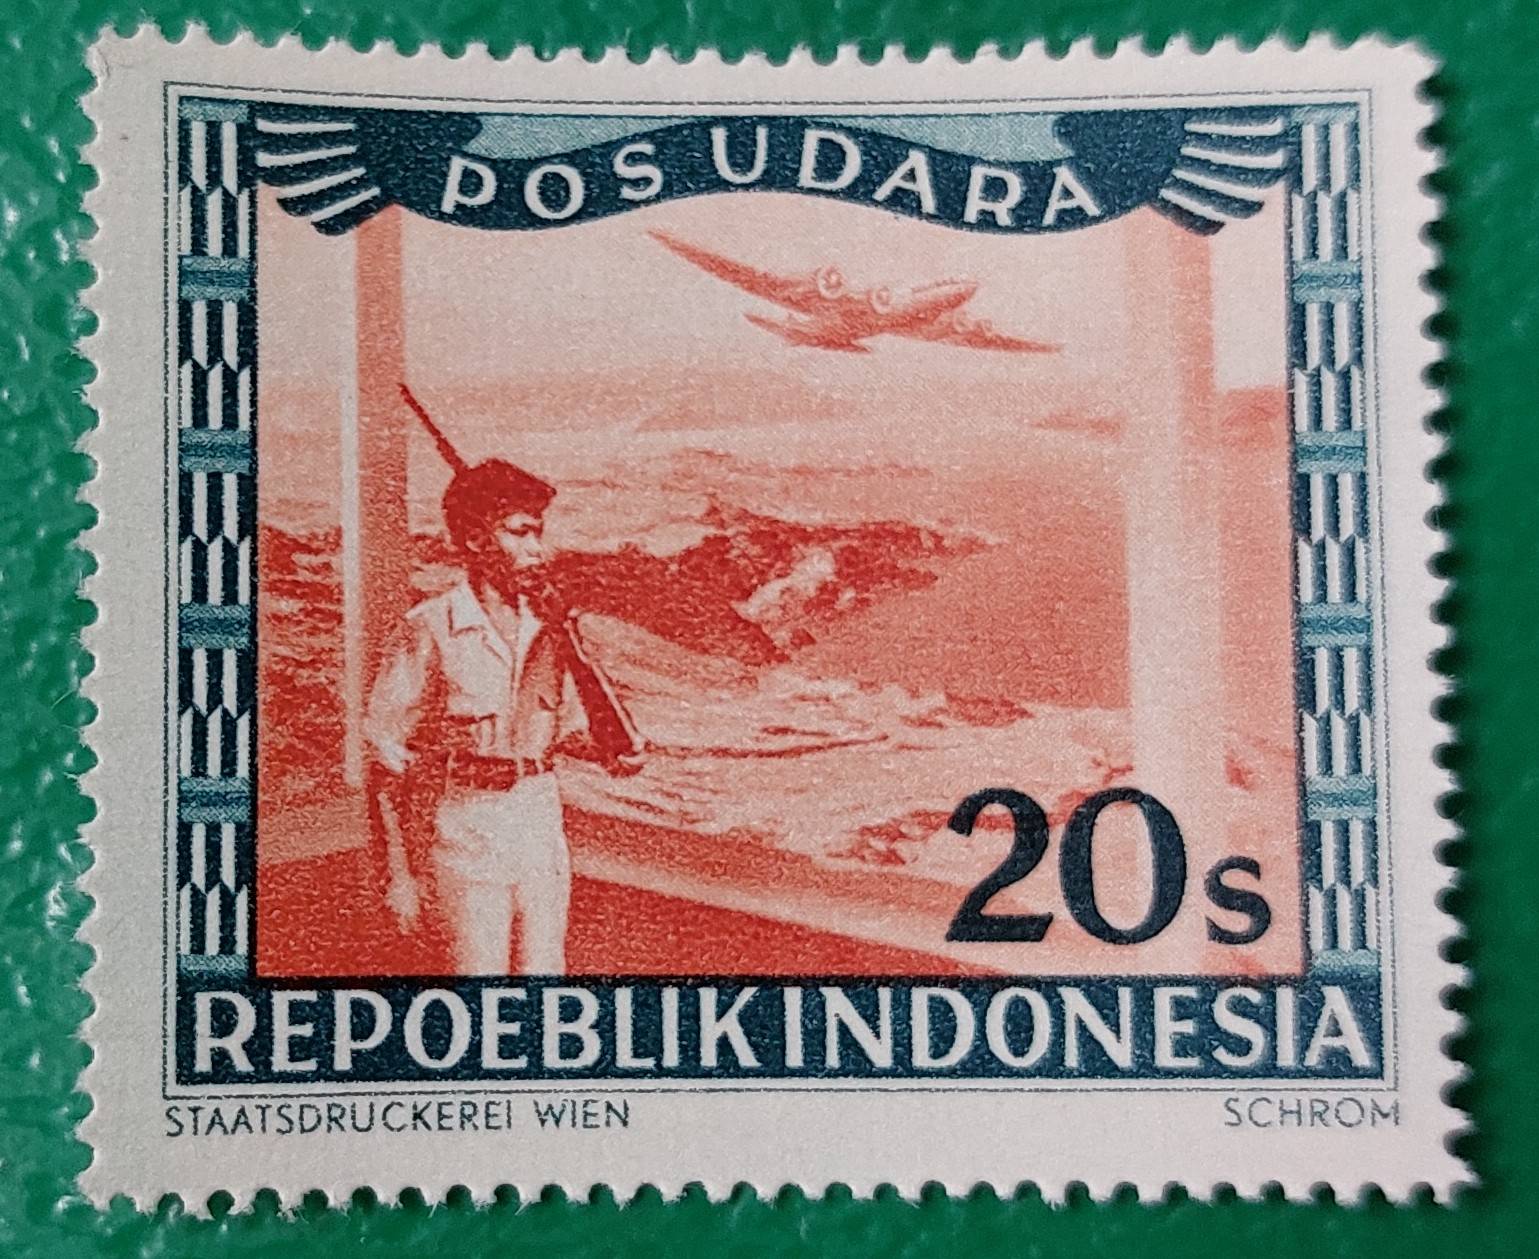 POS UDARA
20s
REPOEBLIK INDONESIA
STAATSDRUCKEREI WIEN
SCHROM